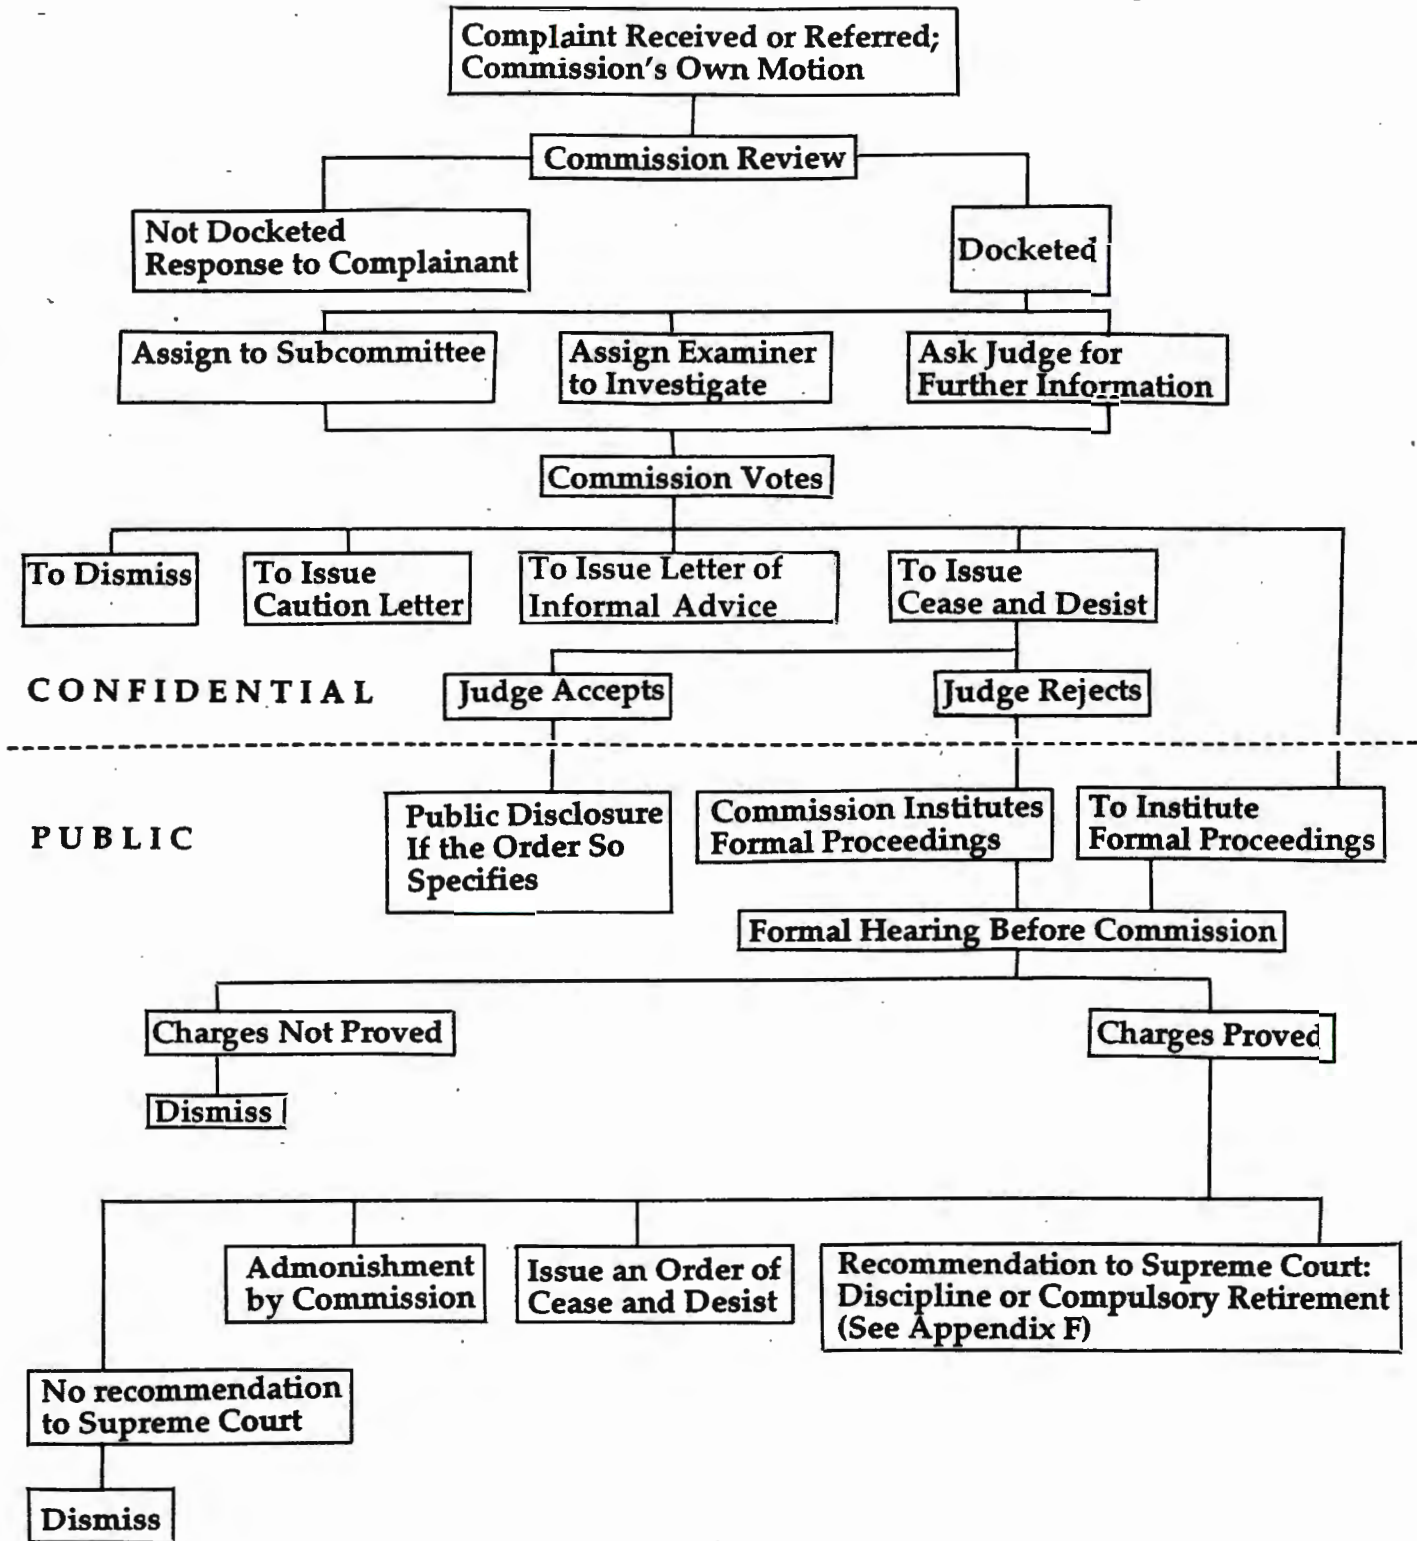 Complaint Received or Referred;
Commission's Own Motion
Commission Review
Not Docketed
Response to Complainant
Docketed
Assign to Subcommittee
Assign Examiner
to Investigate
Ask Judge for
Further Information
Commission Votes
To Dismiss
To Issue
Caution Letter
To Issue Letter of
Informal Advice
To Issue
Cease and Desist
CONFIDENTIAL
Judge Accepts
Judge Rejects
PUBLIC
Public Disclosure
If the Order So
Specifies
Commission Institutes
Formal Proceedings
To Institute
Formal Proceedings
Formal Hearing Before Commission
Charges Not Proved
Charges Proved
Dismiss
Admonishment
by Commission
Issue an Order of
Cease and Desist
Recommendation to Supreme Court:
Discipline or Compulsory Retirement
(See Appendix F)
No recommendation
to Supreme Court
Dismiss